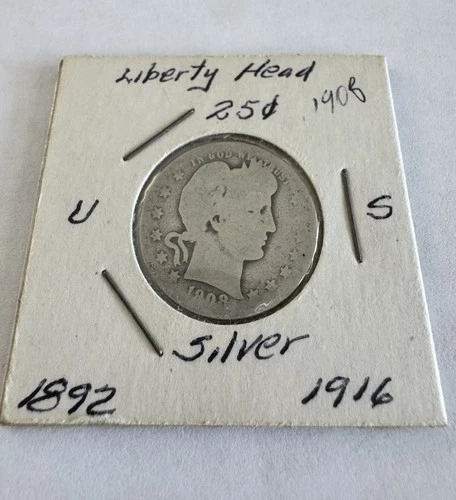 Liberty Head
25¢ 1908
IN GOD WE TRUST
U S
1908
Silver
1892 1916